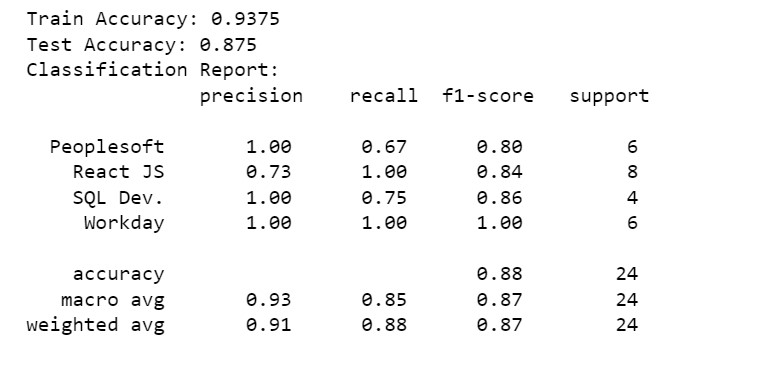 Train Accuracy: 0.9375
Test Accuracy: 0.875
Classification Report:
precision recall f1-score support
Peoplesoft 1.00 0.67 0.80 6
React JS 0.73 1.00 0.84 8
SQL Dev. 1.00 0.75 0.86 4
Workday 1.00 1.00 1.00 6
accuracy 0.88 24
macro avg 0.93 0.85 0.87 24
weighted avg 0.91 0.88 0.87 24